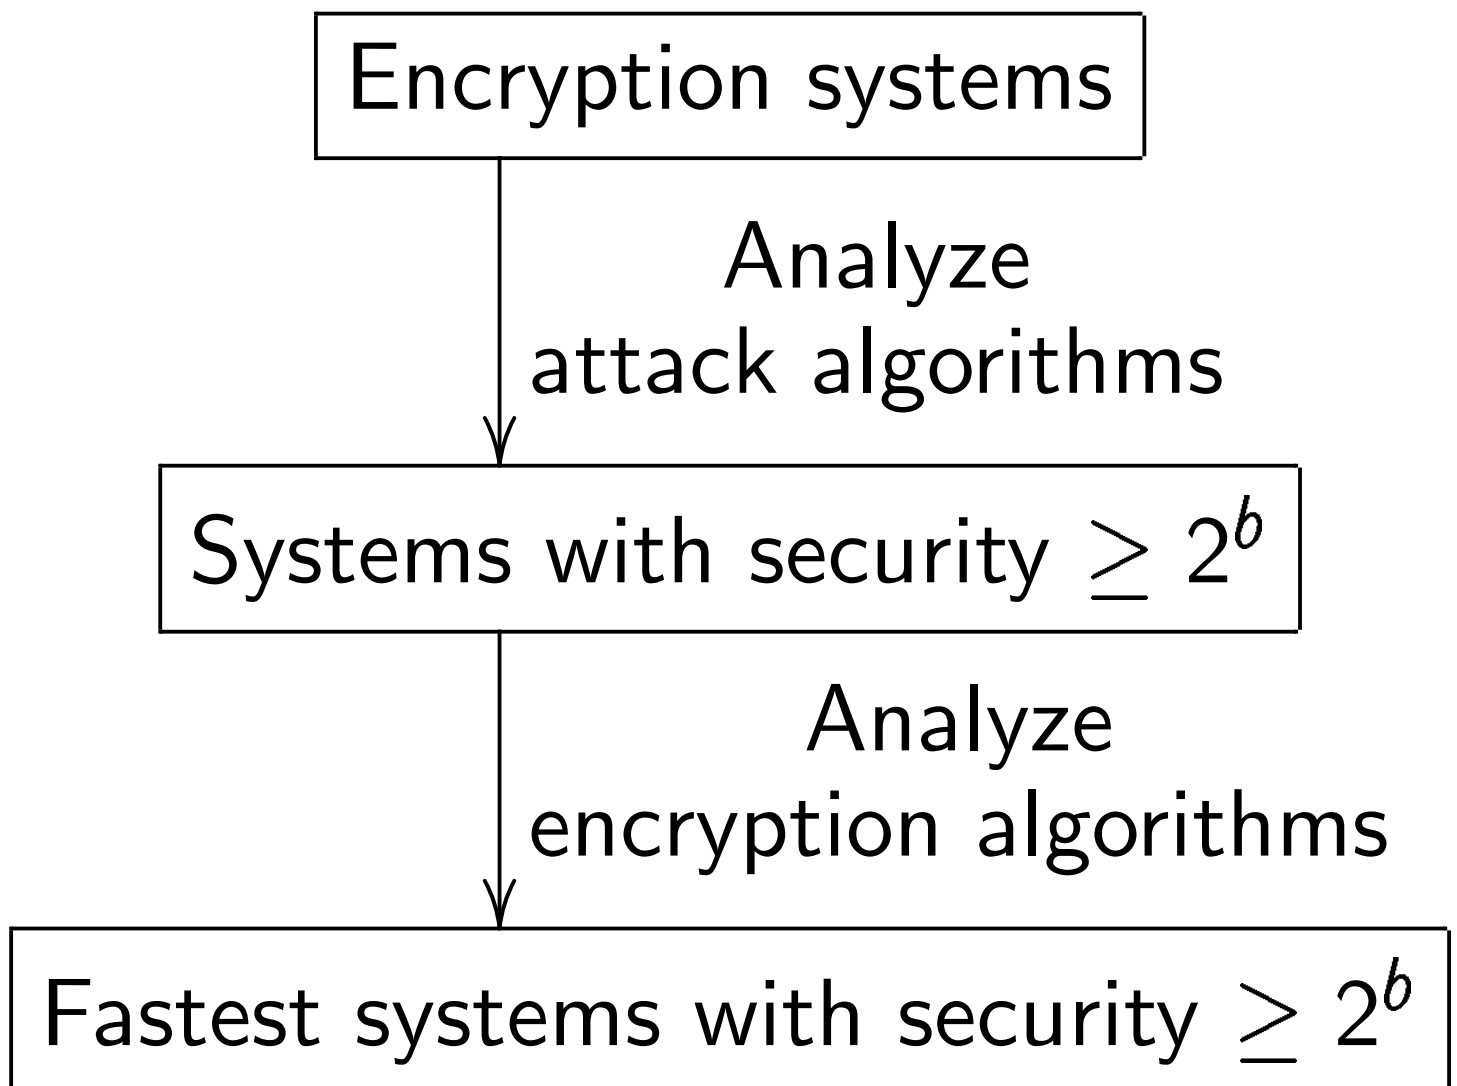 Encryption systems
Analyze
attack algorithms
Systems with security ≥ 2^b
Analyze
encryption algorithms
Fastest systems with security ≥ 2^b